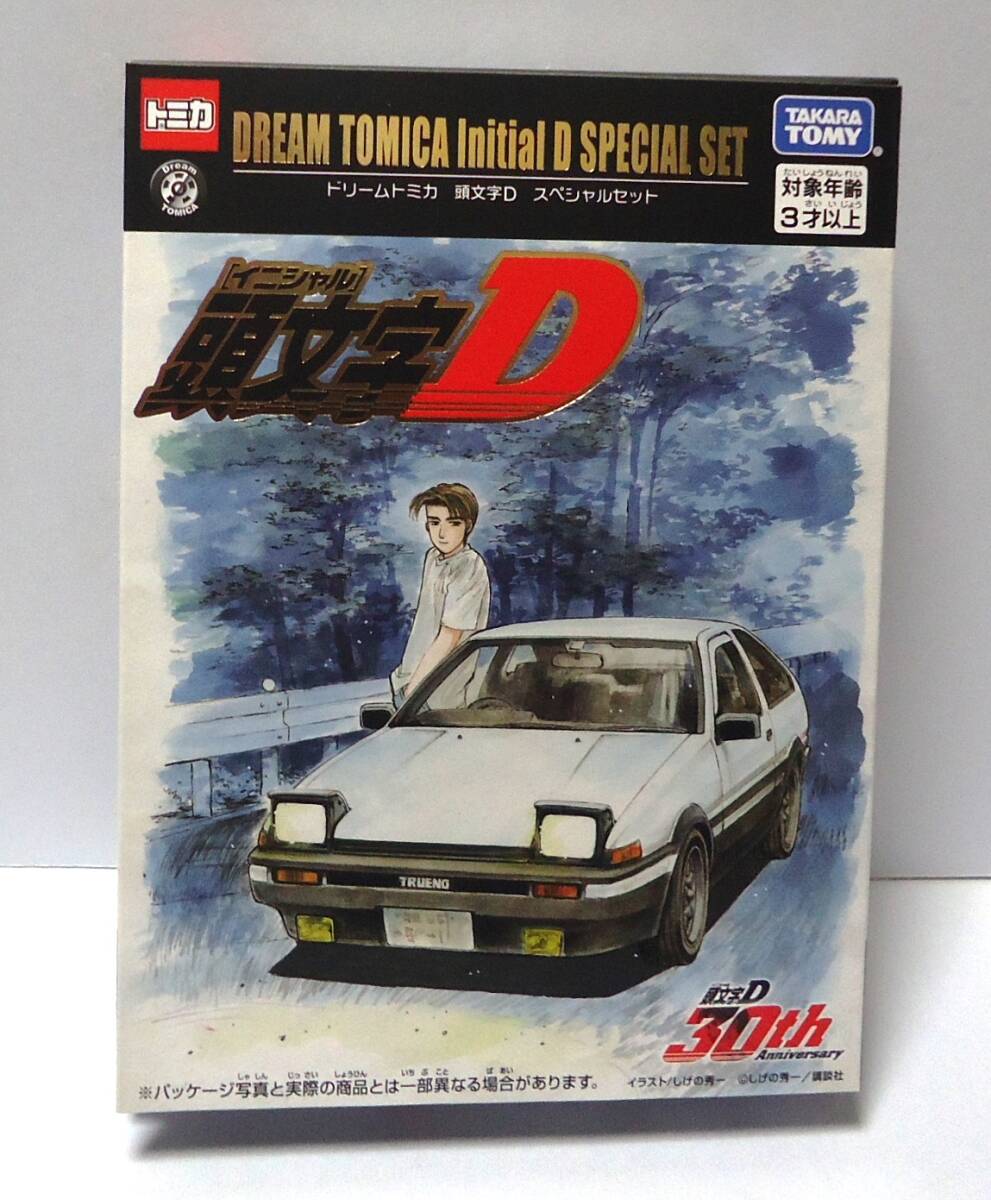 トミカ
Dream
TOMICA
DREAM TOMICA Initial D SPECIAL SET
ドリームトミカ 頭文字D スペシャルセット
TAKARA
TOMY
®
たいしょうねんれい
対象年齢
さいいじょう
3才以上
[イニシャル]
頭文字D
TRUENO
頭文字D
30th
Anniversary
しゃしん じっさい しょうひん いちぶこと ばあい
※パッケージ写真と実際の商品とは一部異なる場合があります。
イラスト/しげの秀一 ©しげの秀一/講談社